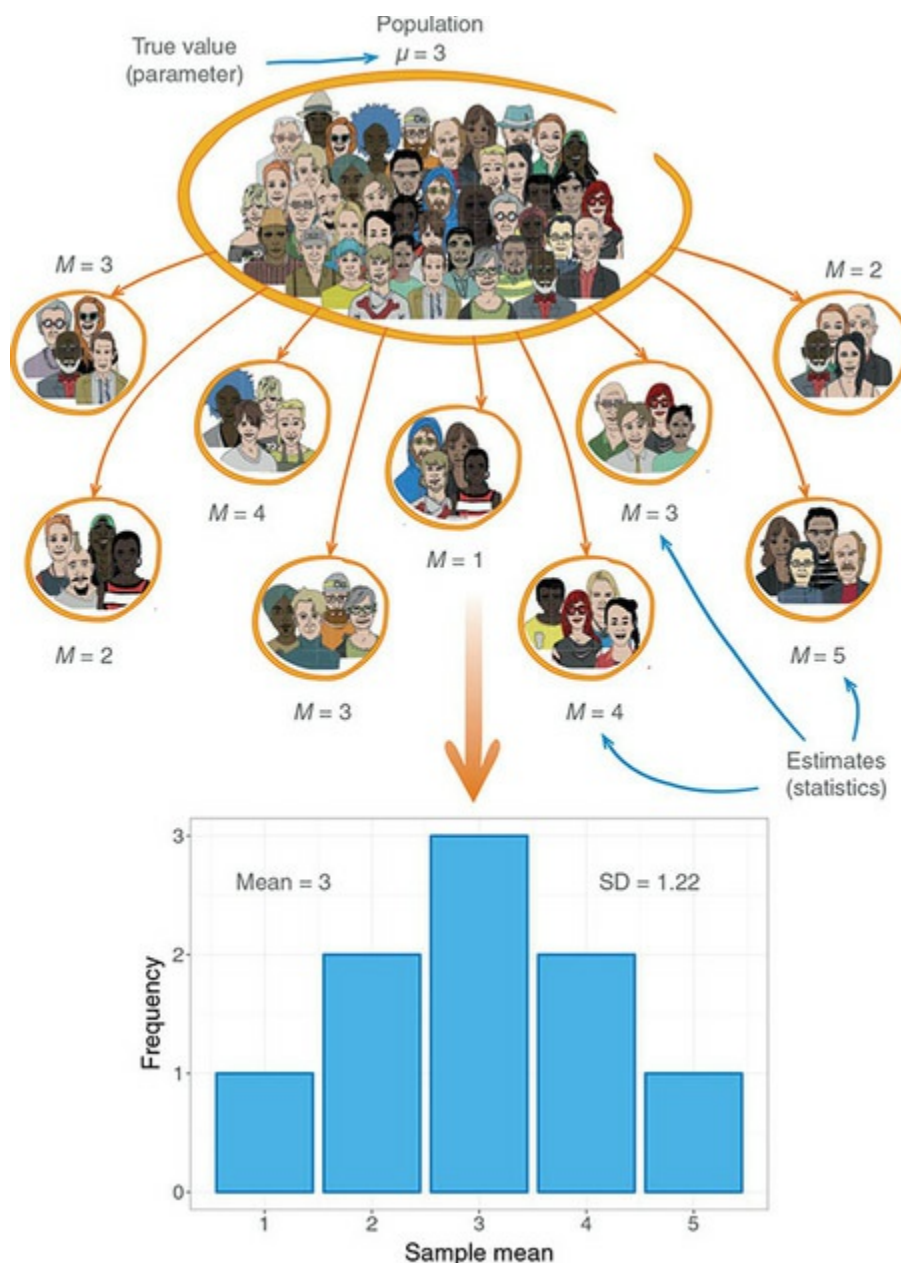 Population
True value
(parameter)
μ = 3
M = 3
M = 2
M = 4
M = 3
M = 1
M = 2
M = 5
M = 3
M = 4
Estimates
(statistics)
3
Mean = 3
SD = 1.22
2
1
0
Frequency
1 2 3 4 5
Sample mean